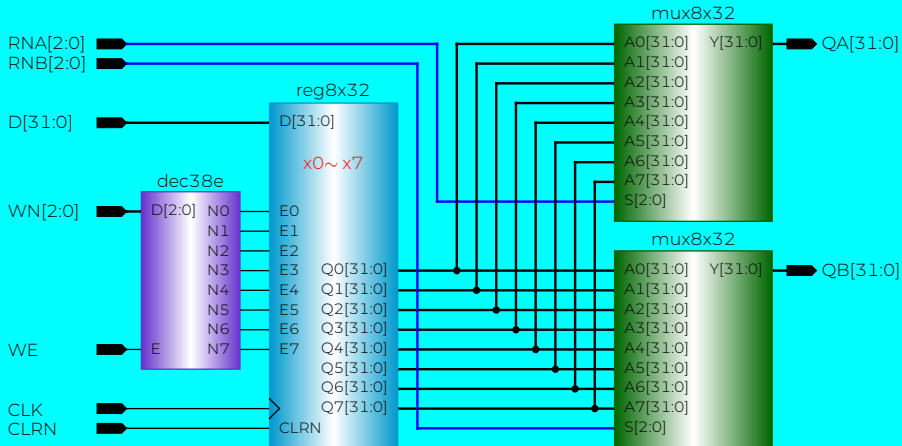 mux8x32
RNA[2:0]
RNB[2:0]
A0[31:0] Y[31:0]
A1[31:0]
A2[31:0]
A3[31:0]
A4[31:0]
A5[31:0]
A6[31:0]
A7[31:0]
S[2:0]
QA[31:0]
reg8x32
D[31:0]
D[31:0]
x0~x7
dec38e
WN[2:0]
D[2:0] N0
N1
N2
N3
N4
N5
N6
E N7
WE
E0
E1
E2
E3 Q0[31:0]
E4 Q1[31:0]
E5 Q2[31:0]
E6 Q3[31:0]
E7 Q4[31:0]
Q5[31:0]
Q6[31:0]
Q7[31:0]
CLRN
CLK
CLRN
mux8x32
A0[31:0] Y[31:0]
A1[31:0]
A2[31:0]
A3[31:0]
A4[31:0]
A5[31:0]
A6[31:0]
A7[31:0]
S[2:0]
QB[31:0]